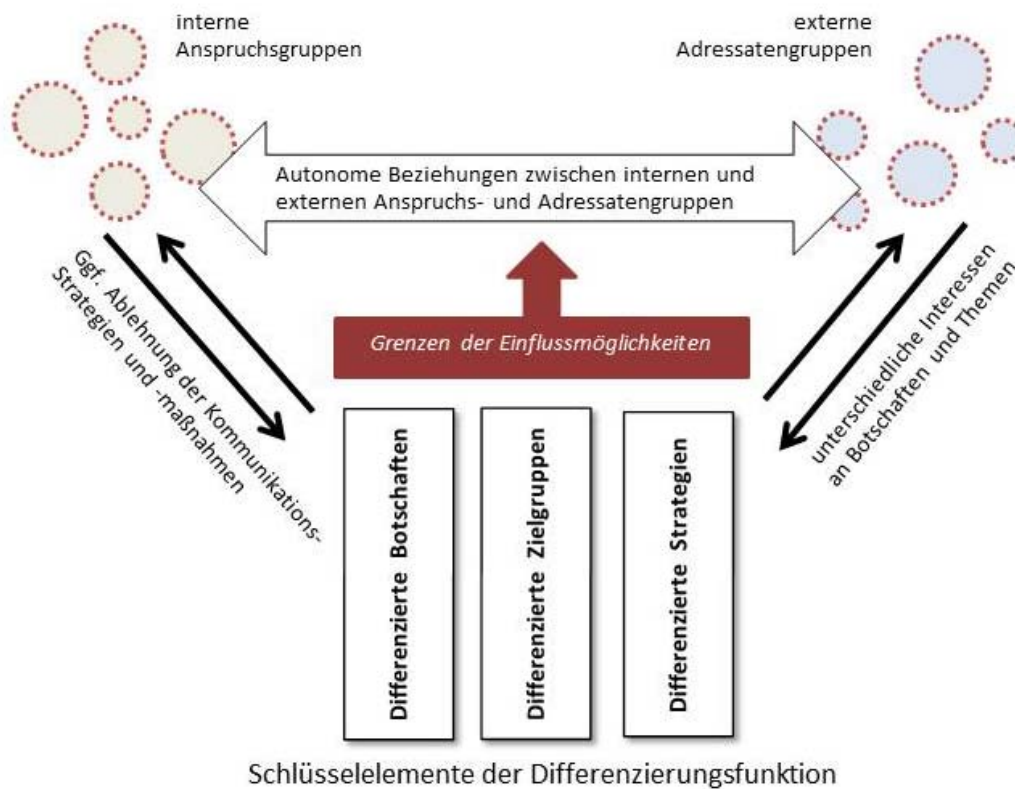 interne
Anspruchsgruppen
externe
Adressatengruppen
Autonome Beziehungen zwischen internen und
externen Anspruchs- und Adressatengruppen
Ggf. Ablehnung der Kommunikations-
Strategien und -maßnahmen
Grenzen der Einflussmöglichkeiten
unterschiedliche Interessen
an Botschaften und Themen
Differenzierte Botschaften
Differenzierte Zielgruppen
Differenzierte Strategien
Schlüsselelemente der Differenzierungsfunktion